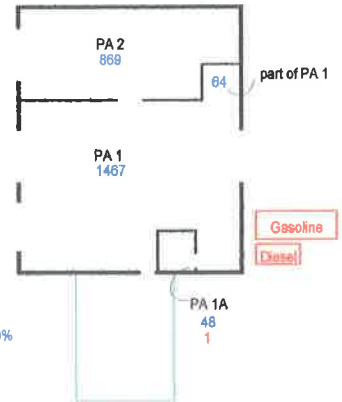 PA 2
869
64
part of PA 1
PA 1
1467
Gasoline
Diesel
PA 1A
48
1